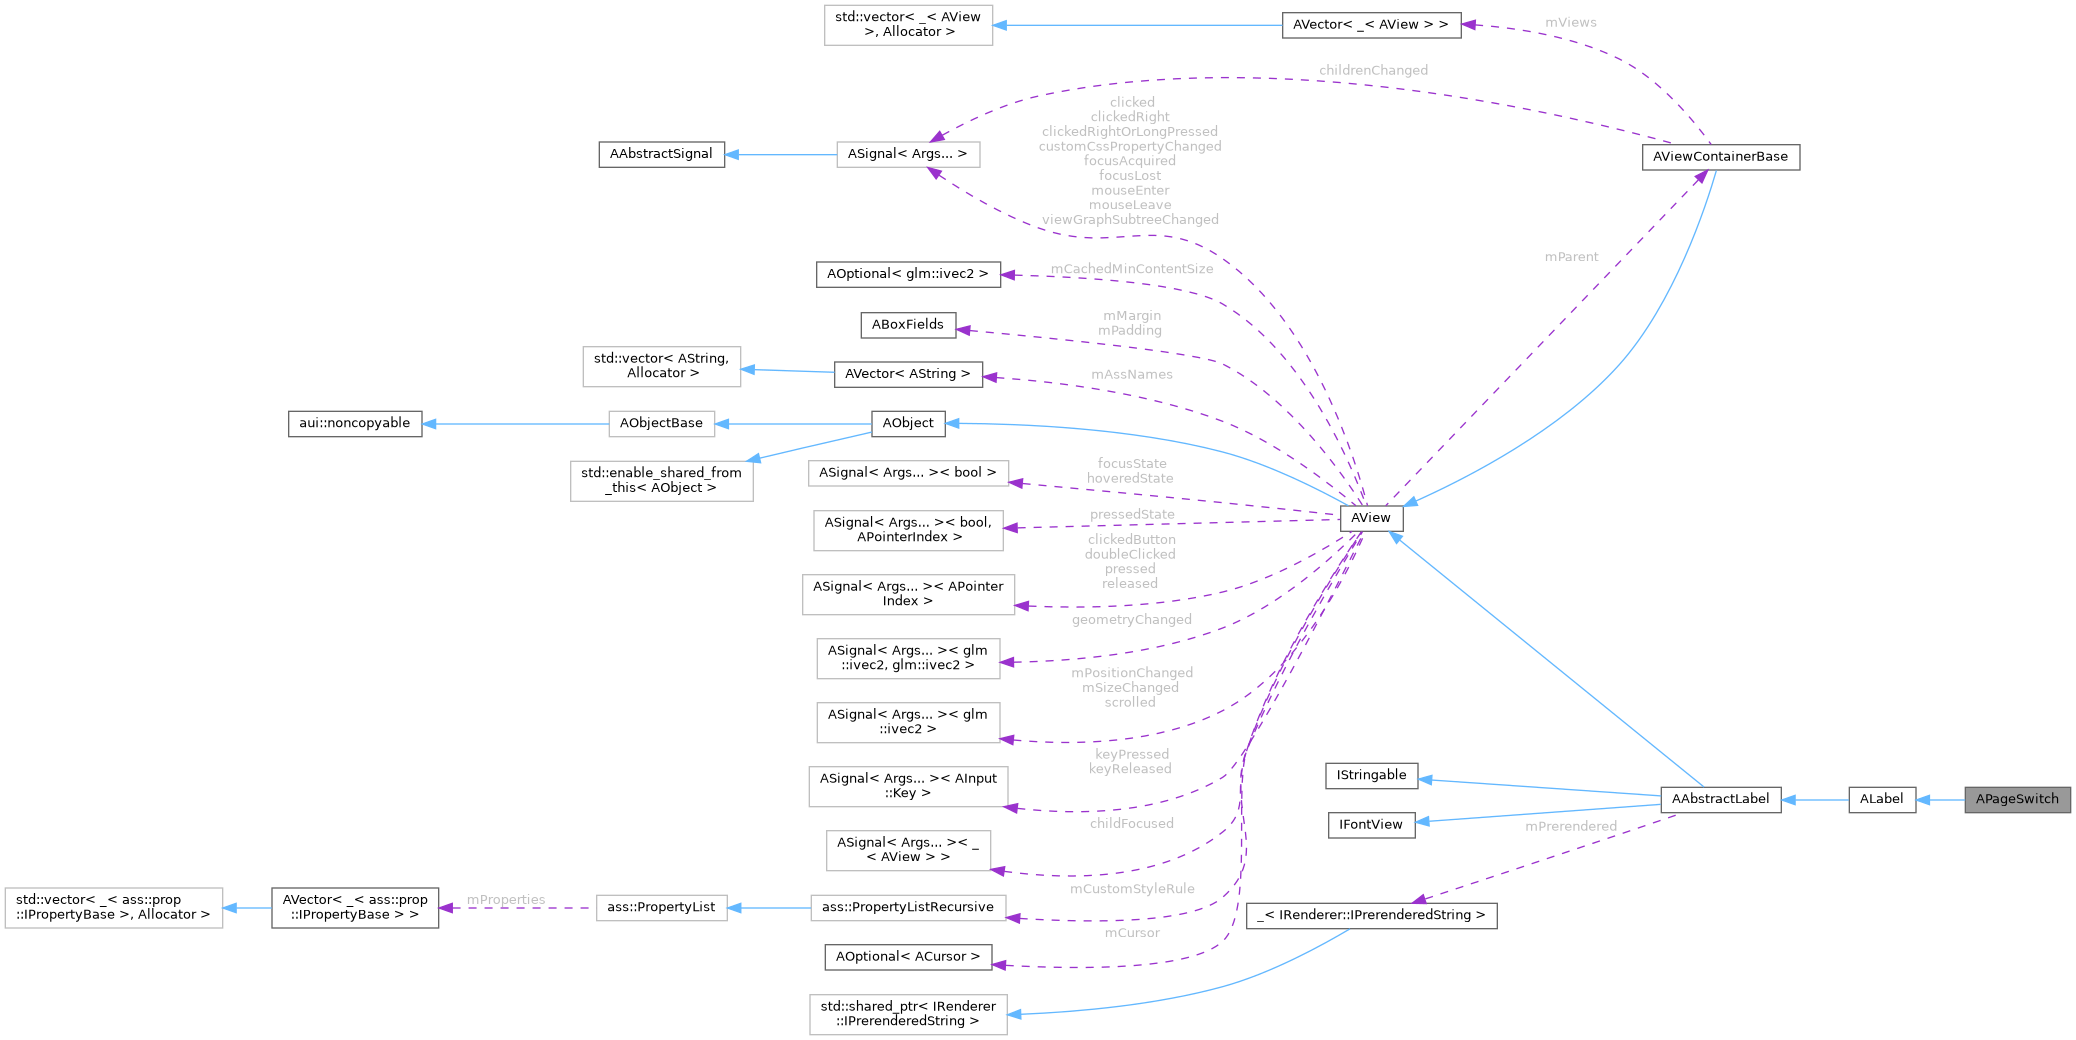 std::vector< _< AView
>, Allocator >
AVector< _< AView > >
mViews
childrenChanged
clicked
clickedRight
clickedRightOrLongPressed
customCssPropertyChanged
focusAcquired
focusLost
mouseEnter
mouseLeave
viewGraphSubtreeChanged
AAbstractSignal
ASignal< Args... >
AViewContainerBase
mParent
AOptional< glm::ivec2 >
mCachedMinContentSize
ABoxFields
mMargin
mPadding
std::vector< AString,
Allocator >
AVector< AString >
mAssNames
aui::noncopyable
AObjectBase
AObject
std::enable_shared_from
_this< AObject >
ASignal< Args... >< bool >
focusState
hoveredState
AView
ASignal< Args... >< bool,
APointerIndex >
pressedState
clickedButton
doubleClicked
pressed
released
ASignal< Args... >< APointer
Index >
geometryChanged
ASignal< Args... >< glm
::ivec2, glm::ivec2 >
mPositionChanged
mSizeChanged
scrolled
ASignal< Args... >< glm
::ivec2 >
keyPressed
keyReleased
ASignal< Args... >< AInput
::Key >
IStringable
AAbstractLabel
ALabel
APageSwitch
IFontView
mPrerendered
childFocused
ASignal< Args... >< _
< AView > >
std::vector< _< ass::prop
::IPropertyBase >, Allocator >
AVector< _< ass::prop
::IPropertyBase > >
mProperties
ass::PropertyList
ass::PropertyListRecursive
mCustomStyleRule
_< IRenderer::IPrerenderedString >
mCursor
AOptional< ACursor >
std::shared_ptr< IRenderer
::IPrerenderedString >